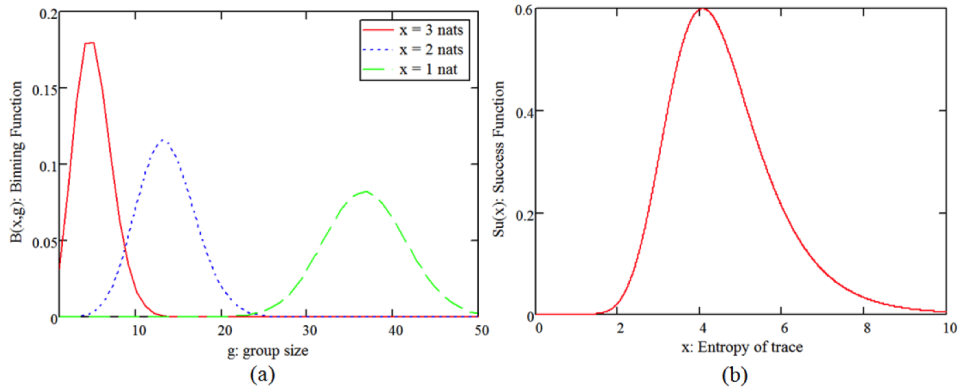 0.2
0.15
0.1
0.05
0
10
20
30
40
50
B(x,g): Binning Function
g: group size
x = 3 nats
x = 2 nats
x = 1 nat
(a)
0.6
0.4
0.2
0
0
2
4
6
8
10
Su(x): Success Function
x: Entropy of trace
(b)